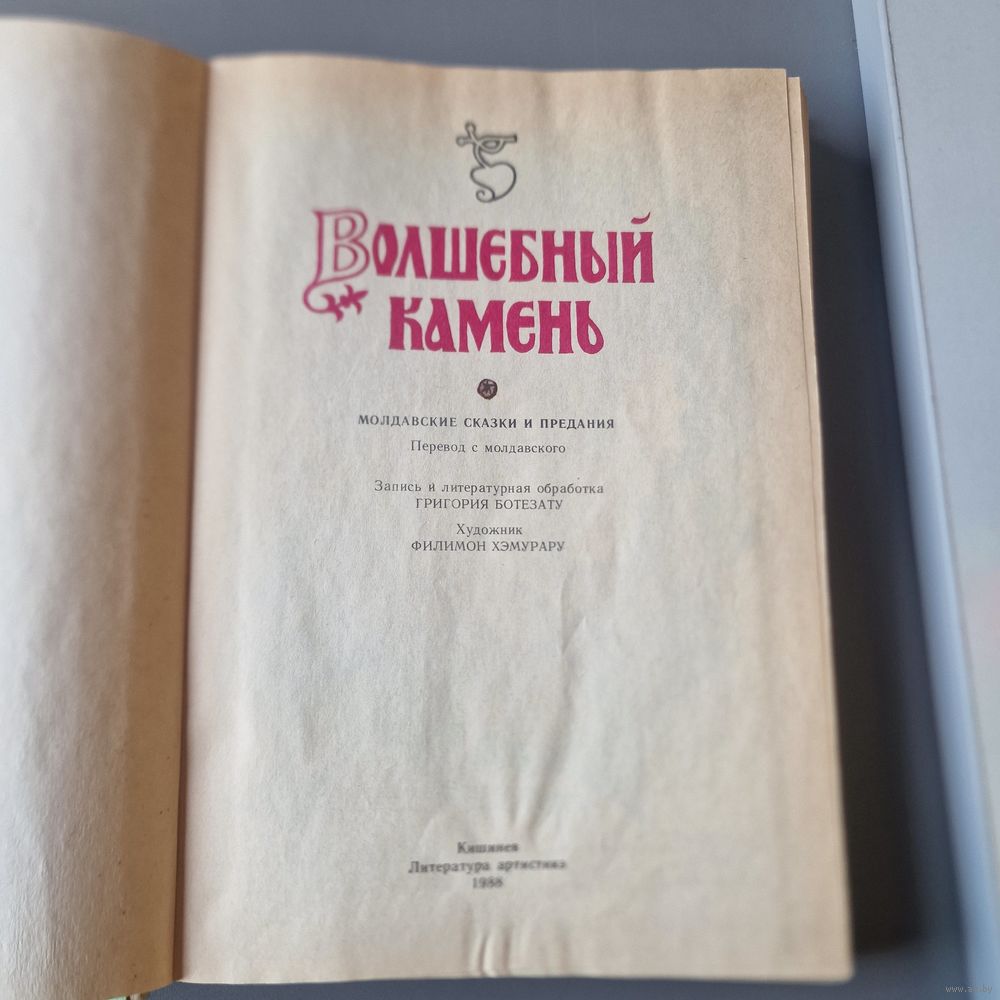 ВОЛШЕБНЫЙ
КАМЕНЬ
МОЛДАВСКИЕ СКАЗКИ И ПРЕДАНИЯ
Перевод с молдавского
Запись и литературная обработка
ГРИГОРИЯ БОТЕЗАТУ
Художник
ФИЛИМОН ХЭМУРАРУ
Кишинев
Литература артистикэ
1988